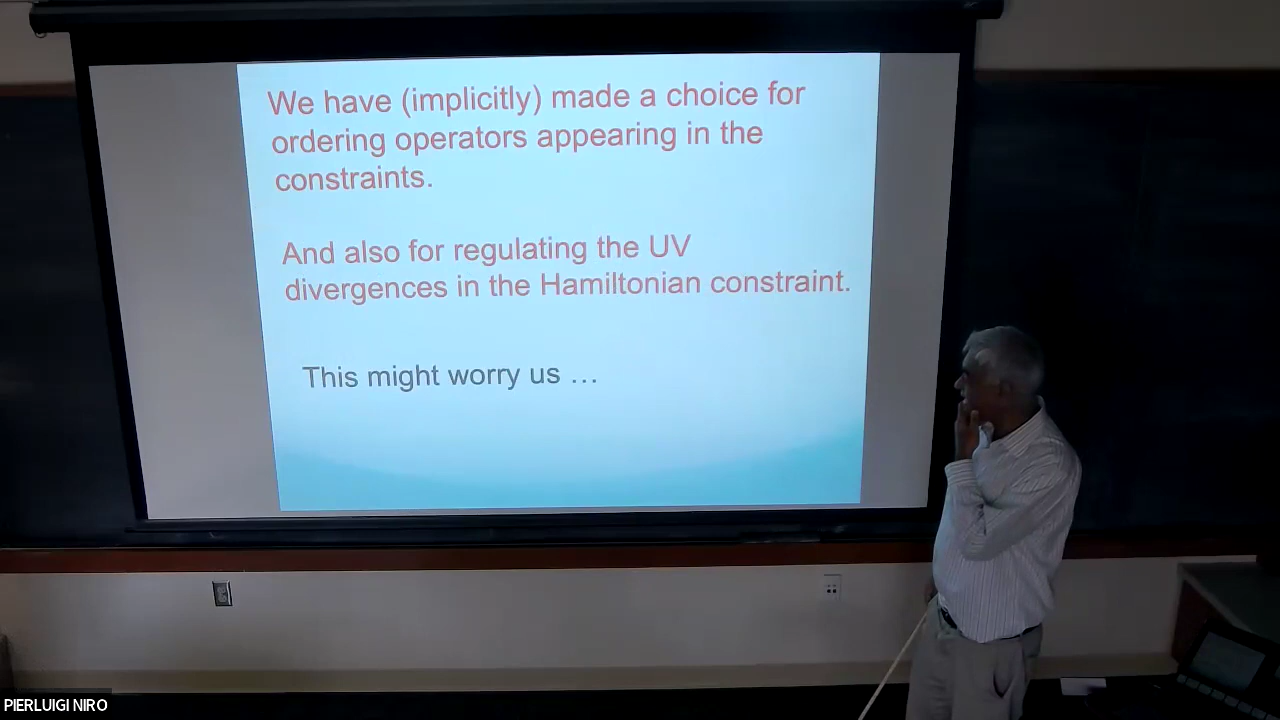 We have (implicitly) made a choice for
ordering operators appearing in the
constraints.
And also for regulating the UV
divergences in the Hamiltonian constraint.
This might worry us …
PIERLUIGI NIRO